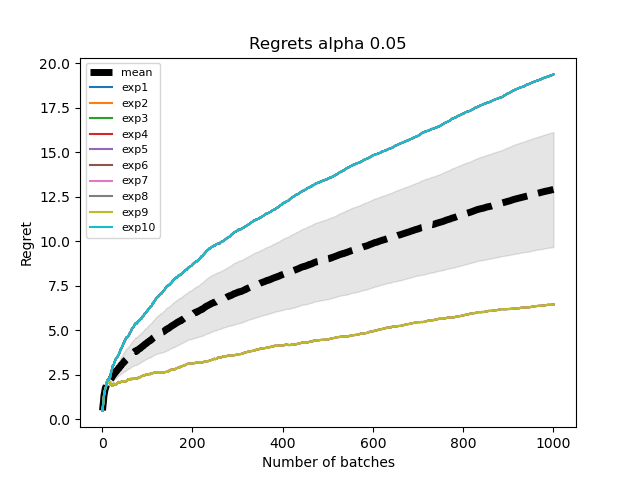 Regrets alpha 0.05
20.0
17.5
15.0
12.5
10.0
7.5
5.0
2.5
0.0
Regret
mean
exp1
exp2
exp3
exp4
exp5
exp6
exp7
exp8
exp9
exp10
0 200 400 600 800 1000
Number of batches